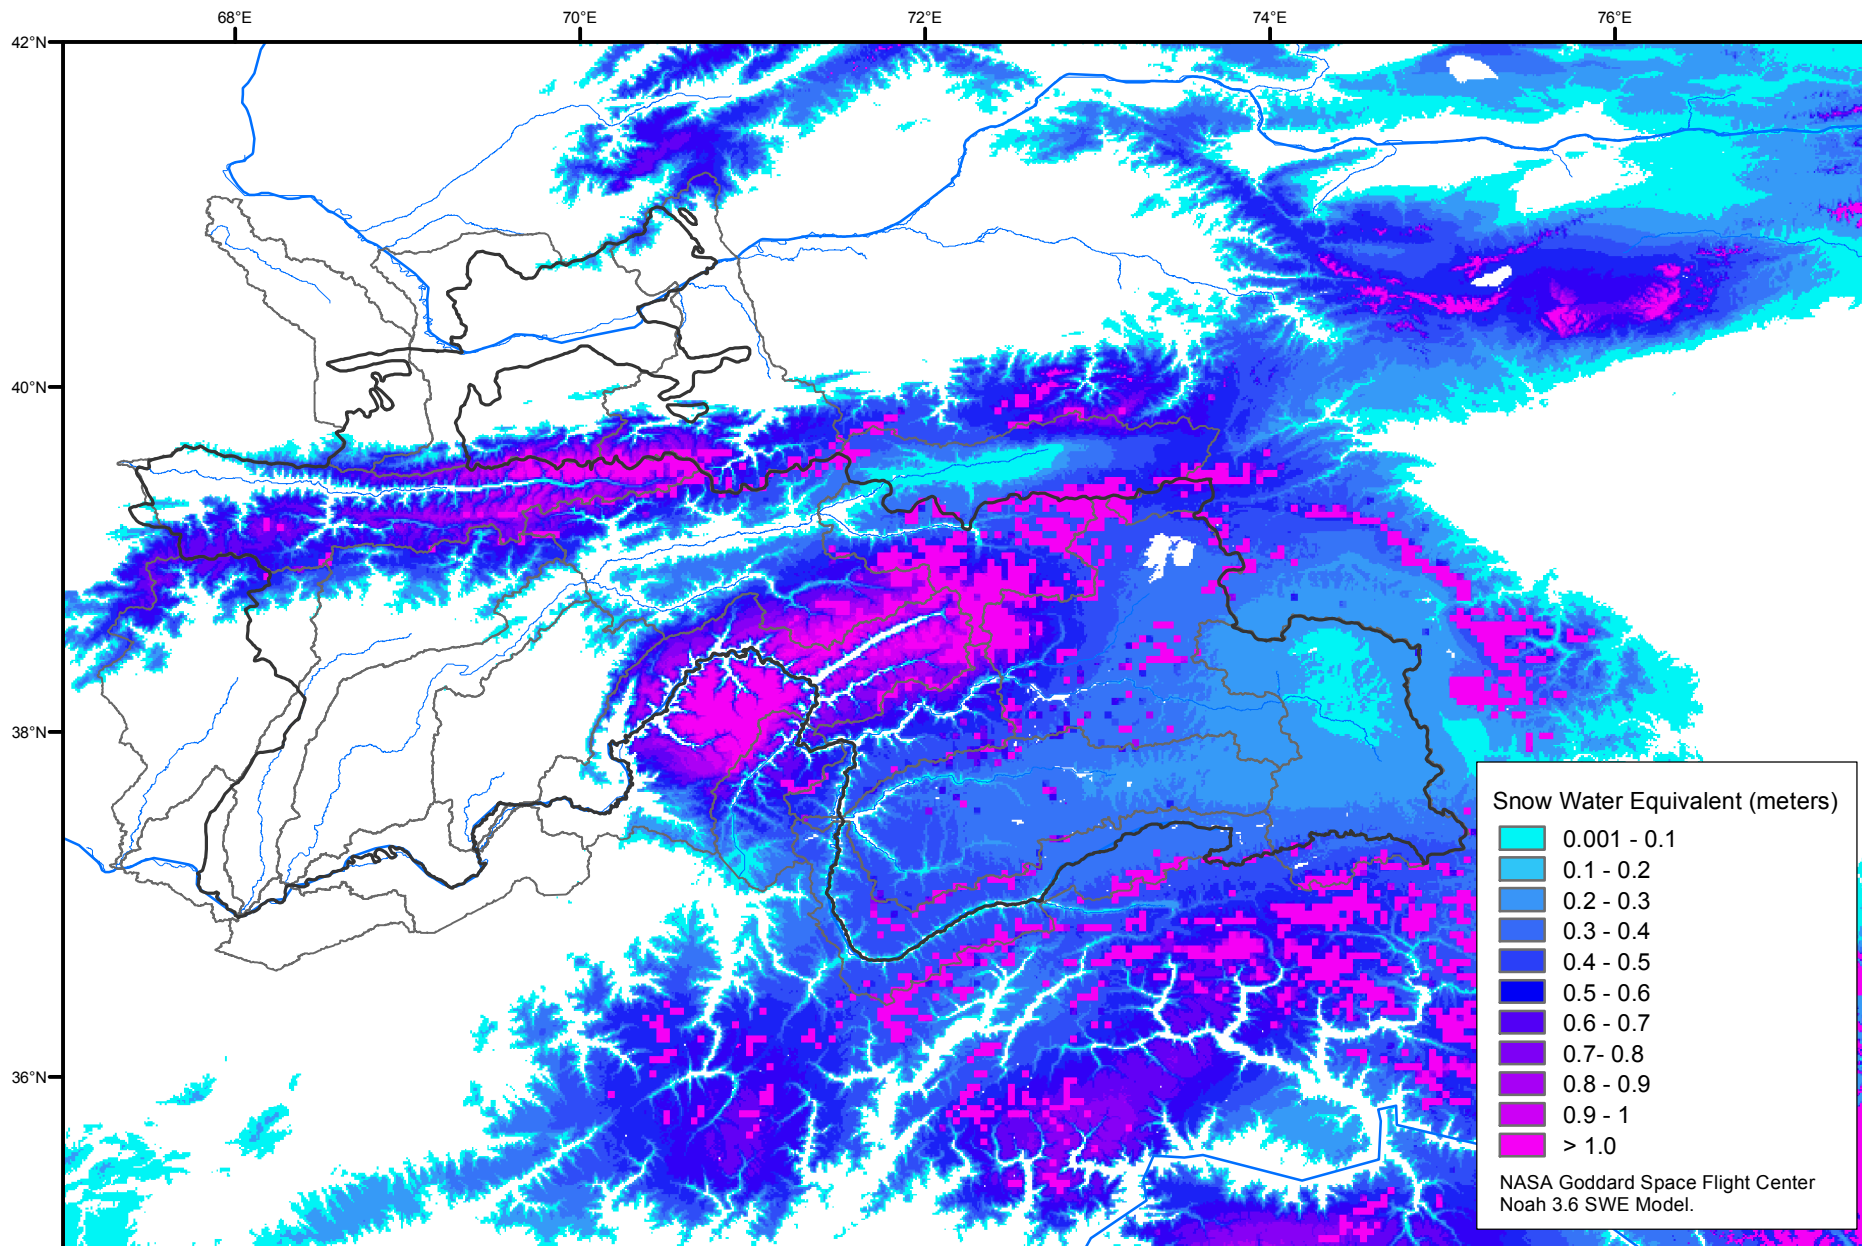 68°E
70°E
72°E
74°E
76°E
42°N
40°N
38°N
36°N
Snow Water Equivalent (meters)
0.001 - 0.1
0.1 - 0.2
0.2 - 0.3
0.3 - 0.4
0.4 - 0.5
0.5 - 0.6
0.6 - 0.7
0.7- 0.8
0.8 - 0.9
0.9 - 1
> 1.0
NASA Goddard Space Flight Center
Noah 3.6 SWE Model.